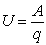 U = A/q